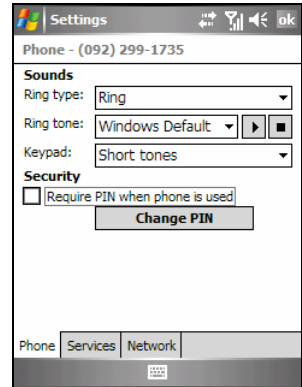 Settings ok
Phone - (092) 299-1735
Sounds
Ring type: Ring
Ring tone: Windows Default
Keypad: Short tones
Security
Require PIN when phone is used
Change PIN
Phone Services Network